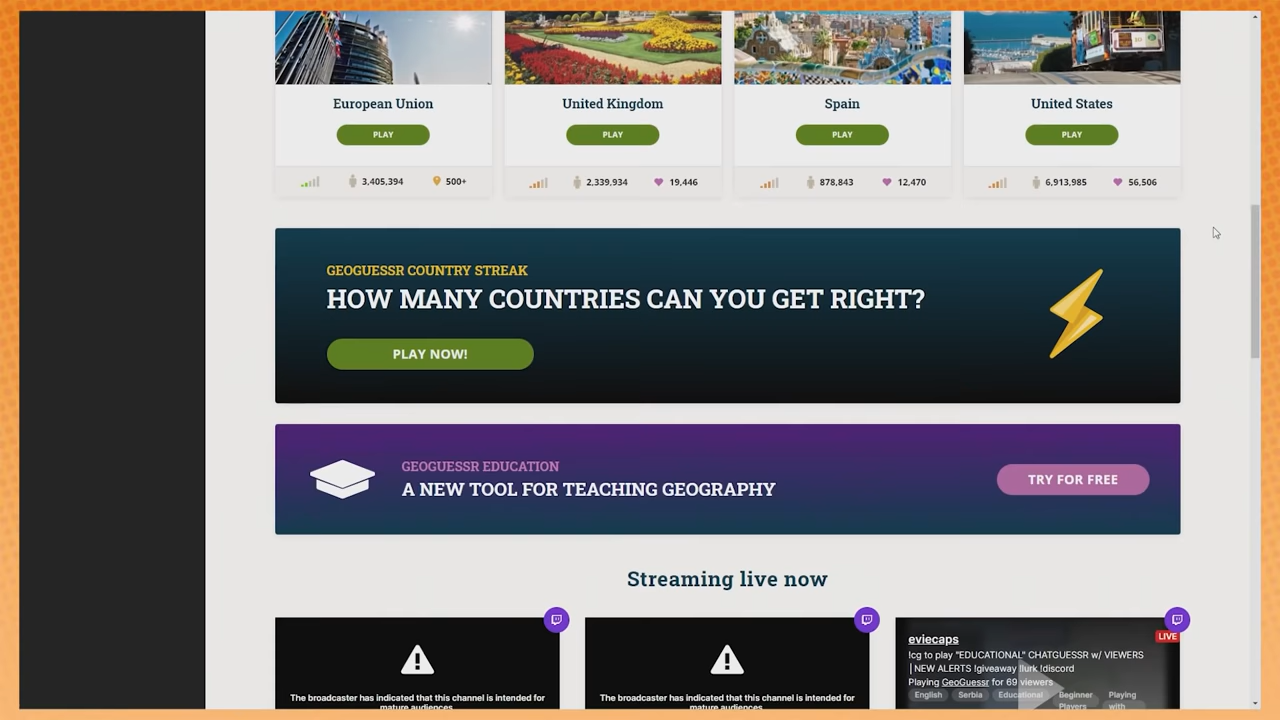 European Union
United Kingdom
Spain
United States
PLAY
PLAY
PLAY
PLAY
3,405,394
500+
2,339,934
19,446
878,843
12,470
6,913,985
56,506
GEOGUESSR COUNTRY STREAK
HOW MANY COUNTRIES CAN YOU GET RIGHT?
PLAY NOW!
GEOGUESSR EDUCATION
A NEW TOOL FOR TEACHING GEOGRAPHY
TRY FOR FREE
Streaming live now
The broadcaster has indicated that this channel is intended for
mature audiences.
The broadcaster has indicated that this channel is intended for
mature audiences.
eviecaps
LIVE
!cg to play "EDUCATIONAL" CHATGUESSR w/ VIEWERS
| NEW ALERTS !giveaway !lurk !discord
Playing GeoGuessr for 69 viewers
English Serbia Educational Beginner Playing
Players with